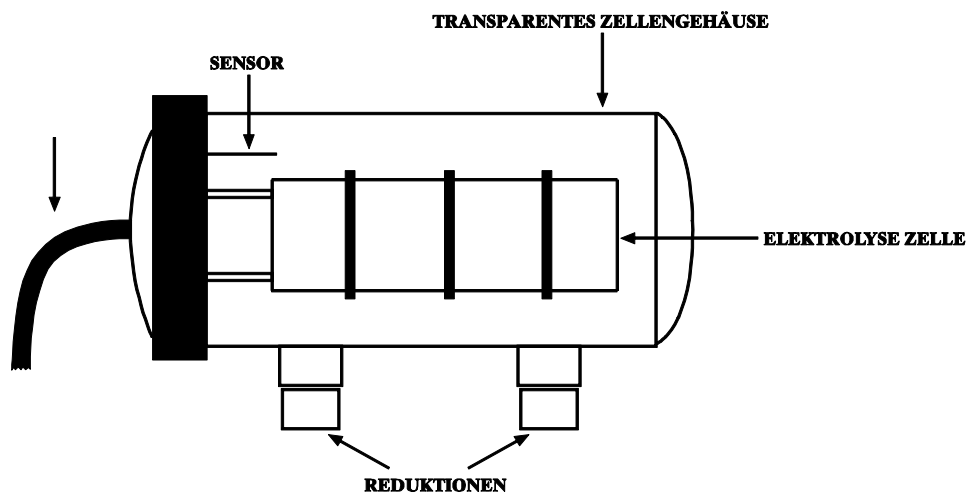 TRANSPARENTES ZELLENGEHÄUSE
SENSOR
ELEKTROLYSE ZELLE
REDUKTIONEN